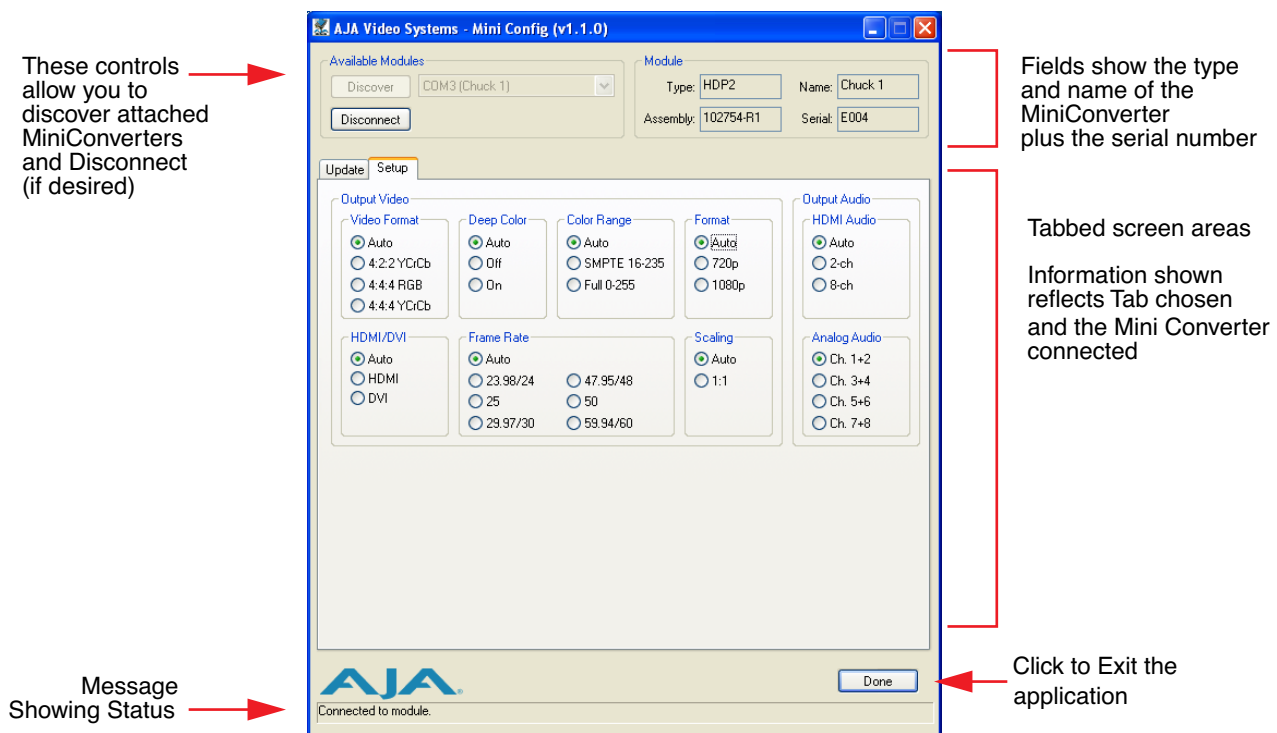 AJA Video Systems - Mini Config (v1.1.0)
These controls
allow you to
discover attached
MiniConverters
and Disconnect
(if desired)
Available Modules
Discover
COM3 (Chuck 1)
Disconnect
Module
Type: HDP2
Name: Chuck 1
Assembly: 102754-R1
Serial: E004
Fields show the type
and name of the
MiniConverter
plus the serial number
Update
Setup
Output Video
Video Format
Auto
4:2:2 YCrCb
4:4:4 RGB
4:4:4 YCrCb
Deep Color
Auto
Off
On
Color Range
Auto
SMPTE 16-235
Full 0-255
Format
Auto
720p
1080p
HDMI/DVI
Auto
HDMI
DVI
Frame Rate
Auto
23.98/24
25
29.97/30
47.95/48
50
59.94/60
Scaling
Auto
1:1
Output Audio
HDMI Audio
Auto
2-ch
8-ch
Analog Audio
Ch. 1+2
Ch. 3+4
Ch. 5+6
Ch. 7+8
Tabbed screen areas
Information shown
reflects Tab chosen
and the Mini Converter
connected
AJA
Done
Click to Exit the
application
Message
Showing Status
Connected to module.